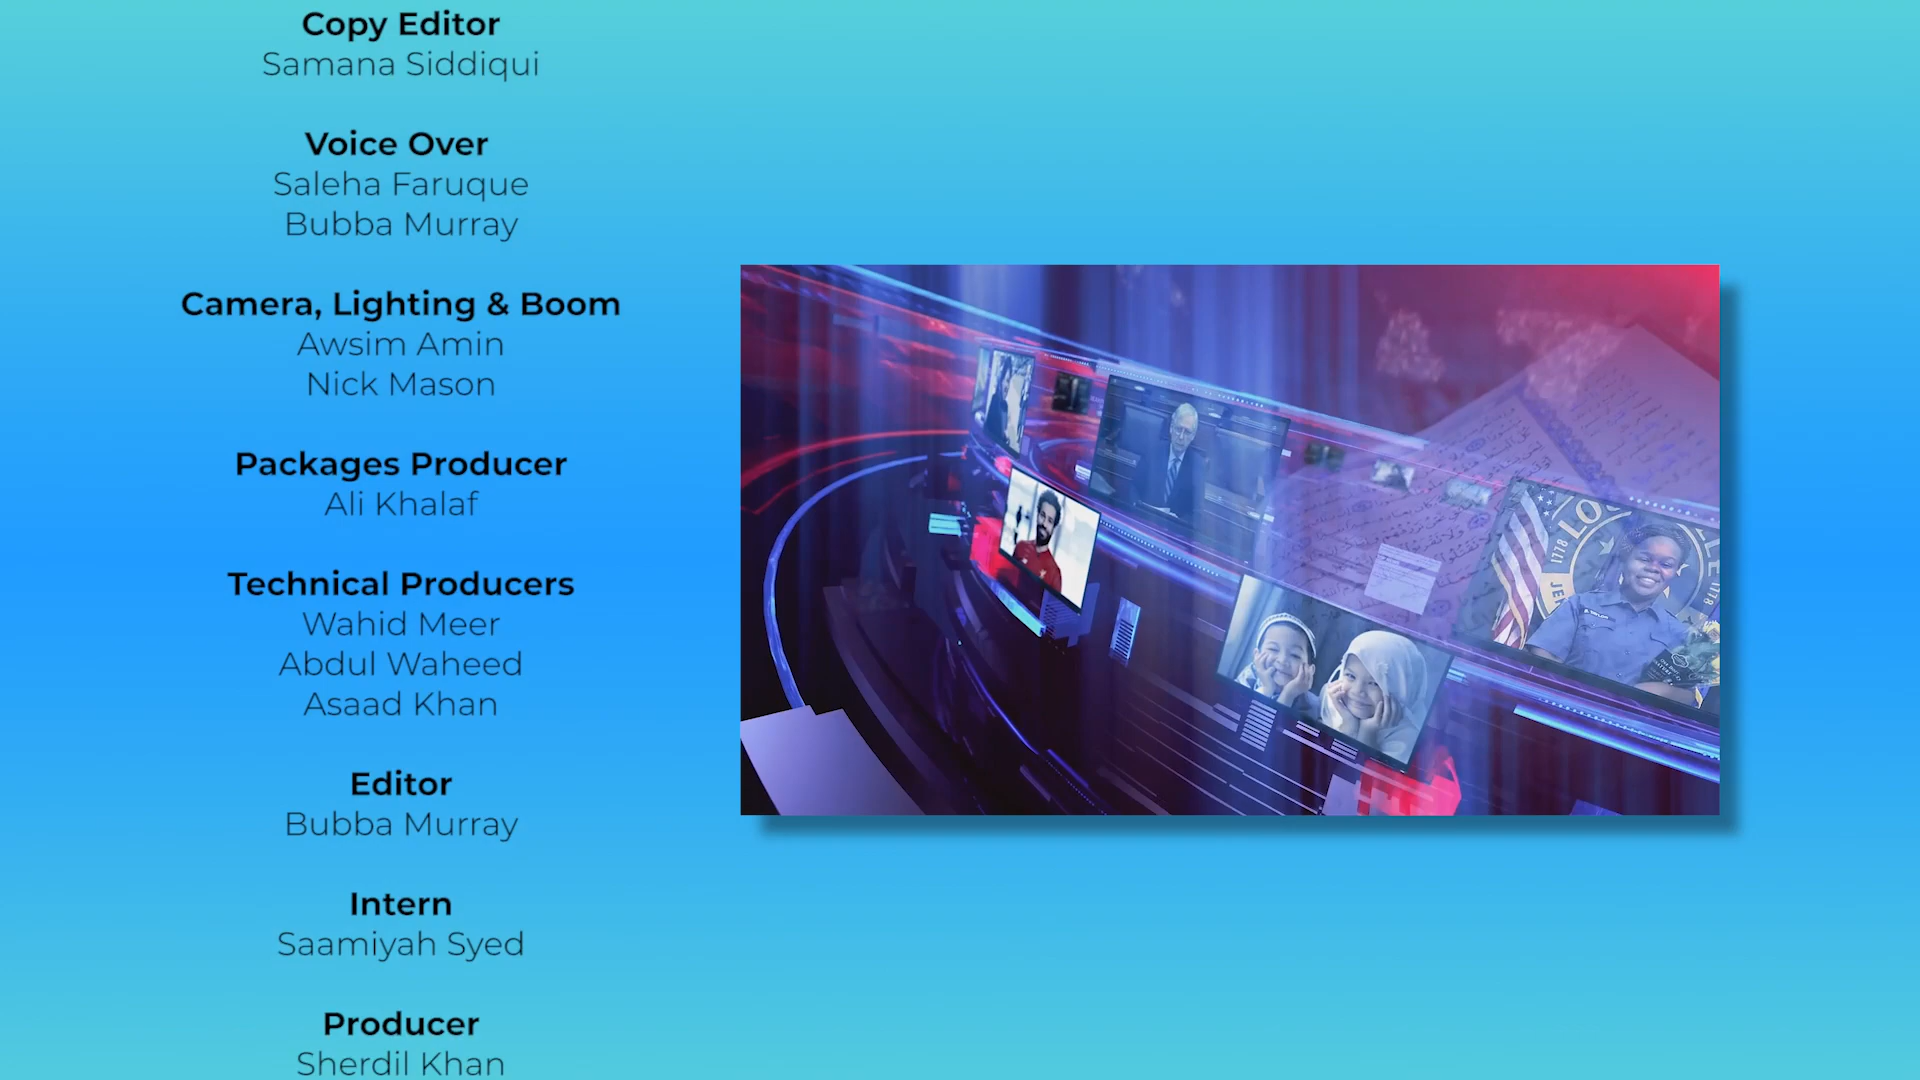 Copy Editor
Samana Siddiqui
Voice Over
Saleha Faruque
Bubba Murray
Camera, Lighting & Boom
Awsim Amin
Nick Mason
Packages Producer
Ali Khalaf
Technical Producers
Wahid Meer
Abdul Waheed
Asaad Khan
Editor
Bubba Murray
Intern
Saamiyah Syed
Producer
Sherdil Khan
1778
1778